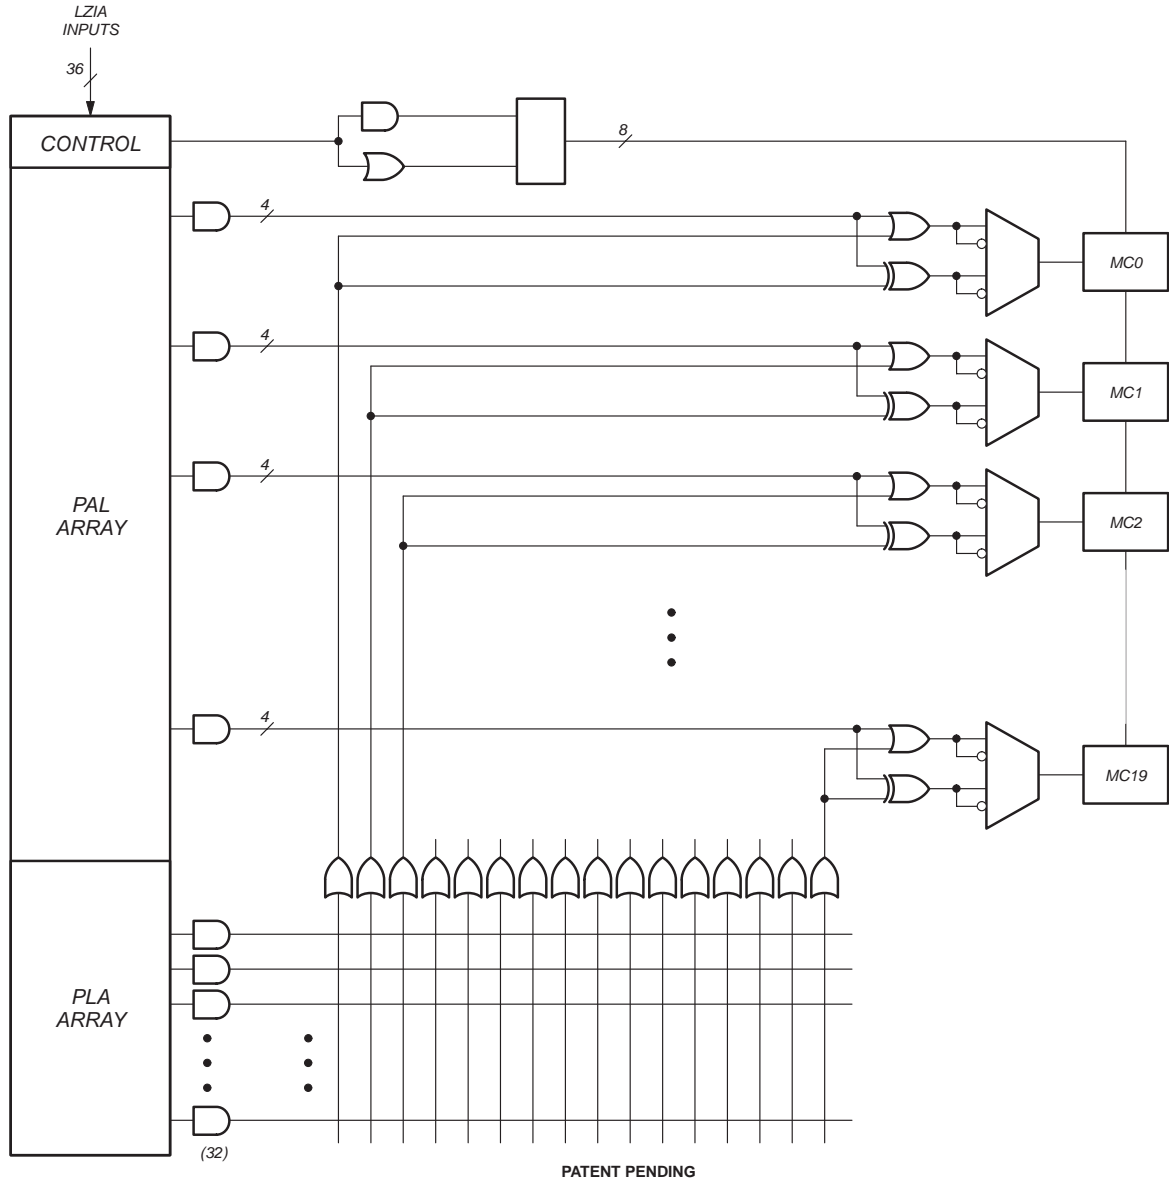 LZIA
INPUTS
36
CONTROL
8
4
MC0
4
MC1
4
PAL
ARRAY
MC2
4
MC19
PLA
ARRAY
(32)
PATENT PENDING